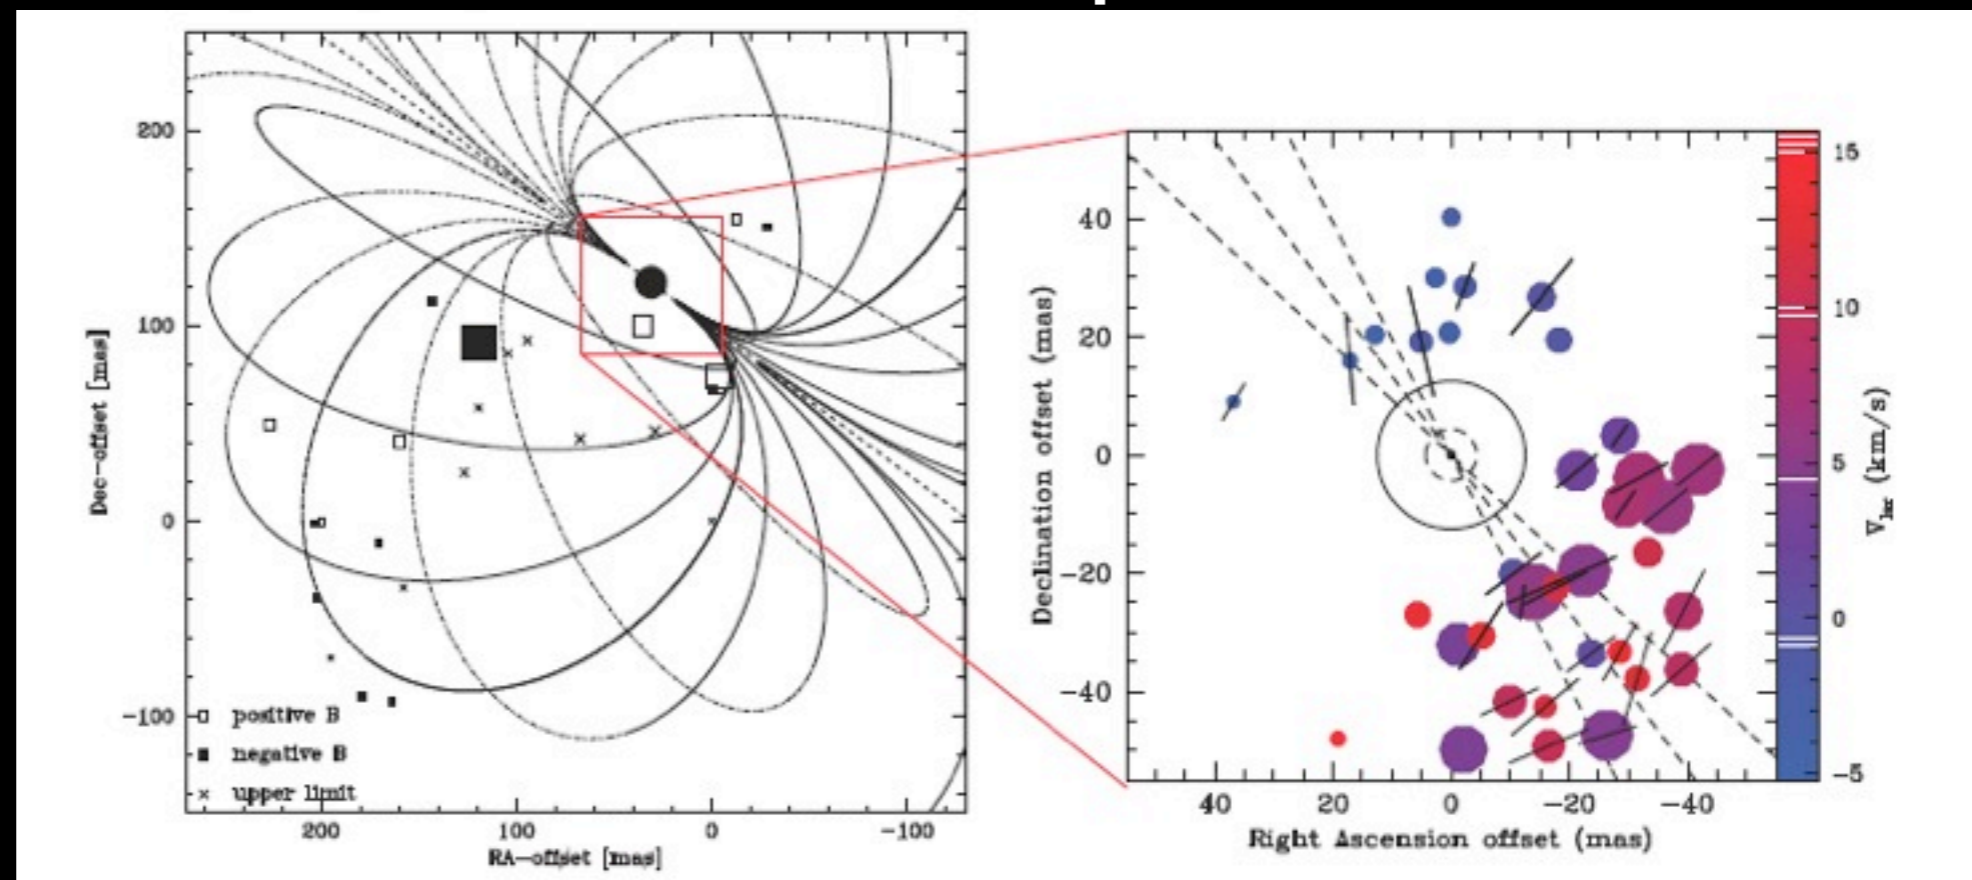 200
100
0
−100
Dec−offset [mas]
positive B
negative B
upper limit
200
100
0
−100
RA−offset [mas]
40
20
0
−20
−40
Declination offset (mas)
40
20
0
−20
−40
Right Ascension offset (mas)
15
10
5
0
−5
V_lsr (km/s)